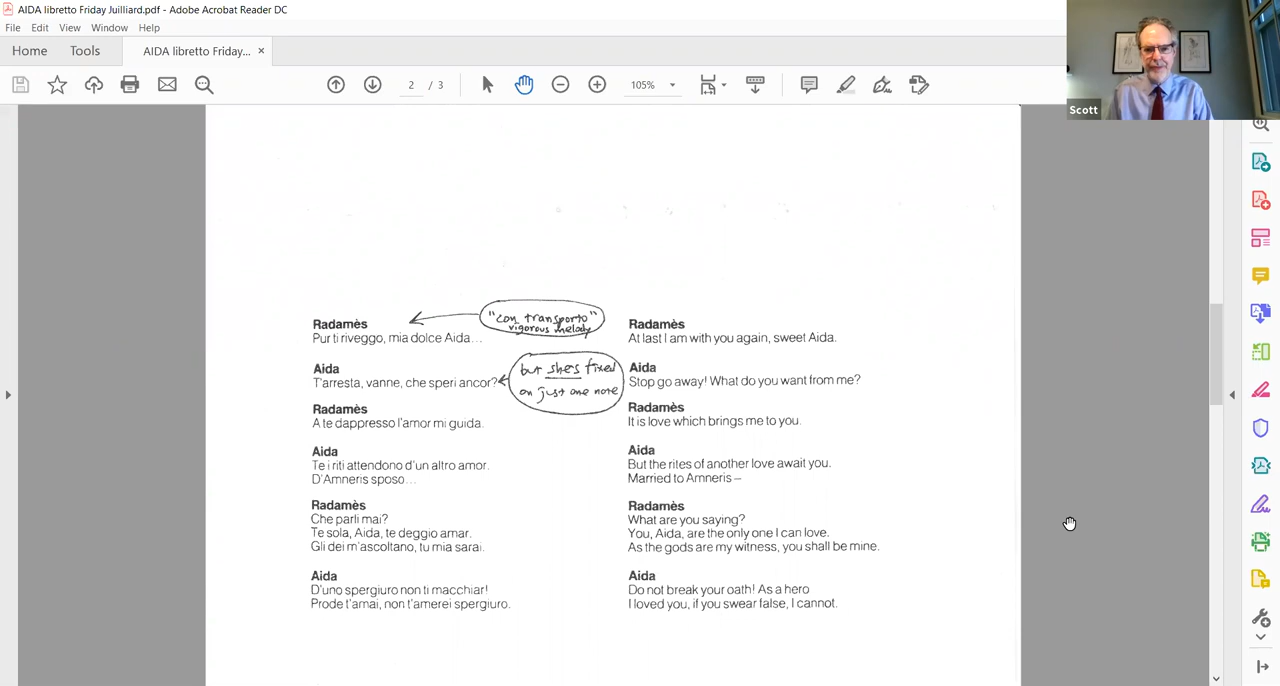 AIDA libretto Friday Juilliard.pdf - Adobe Acrobat Reader DC
File Edit View Window Help
Home Tools AIDA libretto Friday... ×
2 / 3 105%
Scott
"con transporto"
vigorous melody
Radamès
Pur ti riveggo, mia dolce Aida...
Aida
T'arresta, vanne, che speri ancor?
but she's fixed
on just one note
Radamès
A te dappresso l'amor mi guida.
Aida
Te i riti attendono d'un altro amor.
D'Amneris sposo...
Radamès
Che parli mai?
Te sola, Aida, te deggio amar.
Gli dei m'ascoltano, tu mia sarai.
Aida
D'uno spergiuro non ti macchiar!
Prode t'amai, non t'amerei spergiuro.
Radamès
At last I am with you again, sweet Aida.
Aida
Stop go away! What do you want from me?
Radamès
It is love which brings me to you.
Aida
But the rites of another love await you.
Married to Amneris –
Radamès
What are you saying?
You, Aida, are the only one I can love.
As the gods are my witness, you shall be mine.
Aida
Do not break your oath! As a hero
I loved you, if you swear false, I cannot.